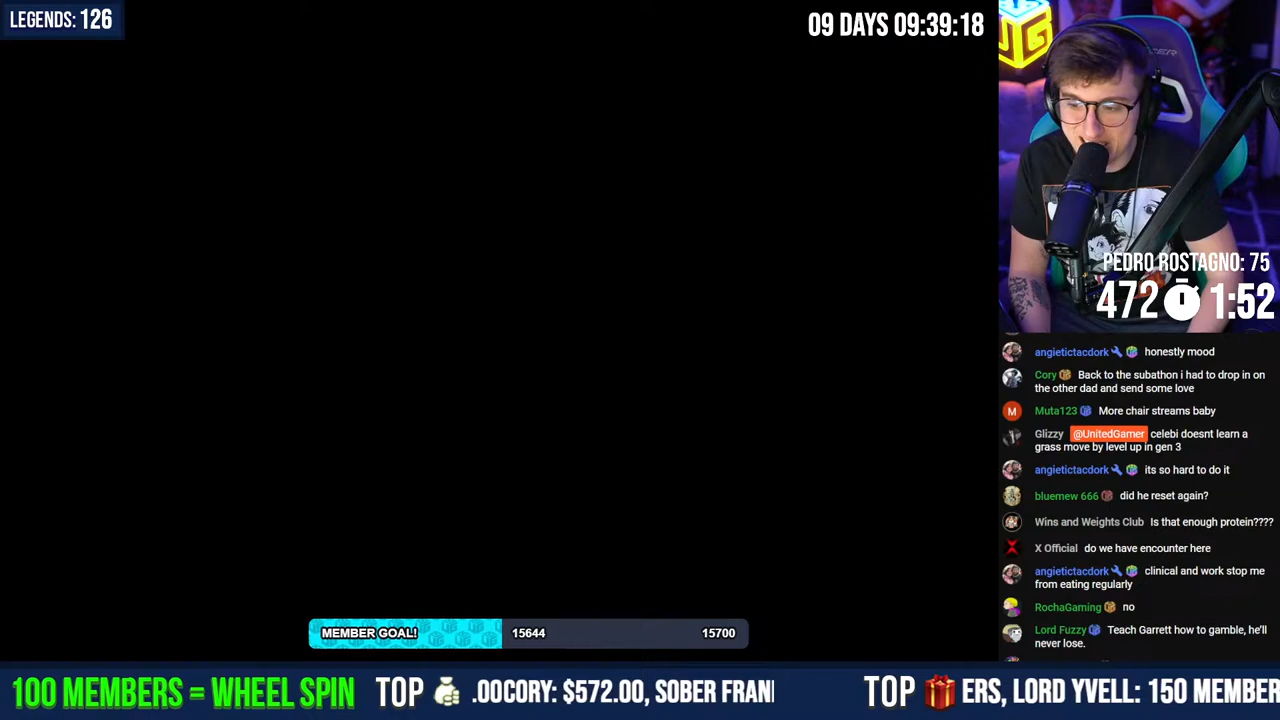 LEGENDS: 126
09 DAYS 09:39:18
UG
PEDRO ROSTAGNO: 75
472 1:52
angietictacdork honestly mood
Cory Back to the subathon i had to drop in on
the other dad and send some love
M Muta123 More chair streams baby
Glizzy @UnitedGamer celebi doesnt learn a
grass move by level up in gen 3
angietictacdork its so hard to do it
bluemew 666 did he reset again?
Wins and Weights Club Is that enough protein????
X Official do we have encounter here
angietictacdork clinical and work stop me
from eating regularly
RochaGaming no
Lord Fuzzy Teach Garrett how to gamble, he'll
never lose.
MEMBER GOAL! 15644 15700
100 MEMBERS = WHEEL SPIN TOP .00CORY: $572.00, SOBER FRAN TOP ERS, LORD YVELL: 150 MEMBER